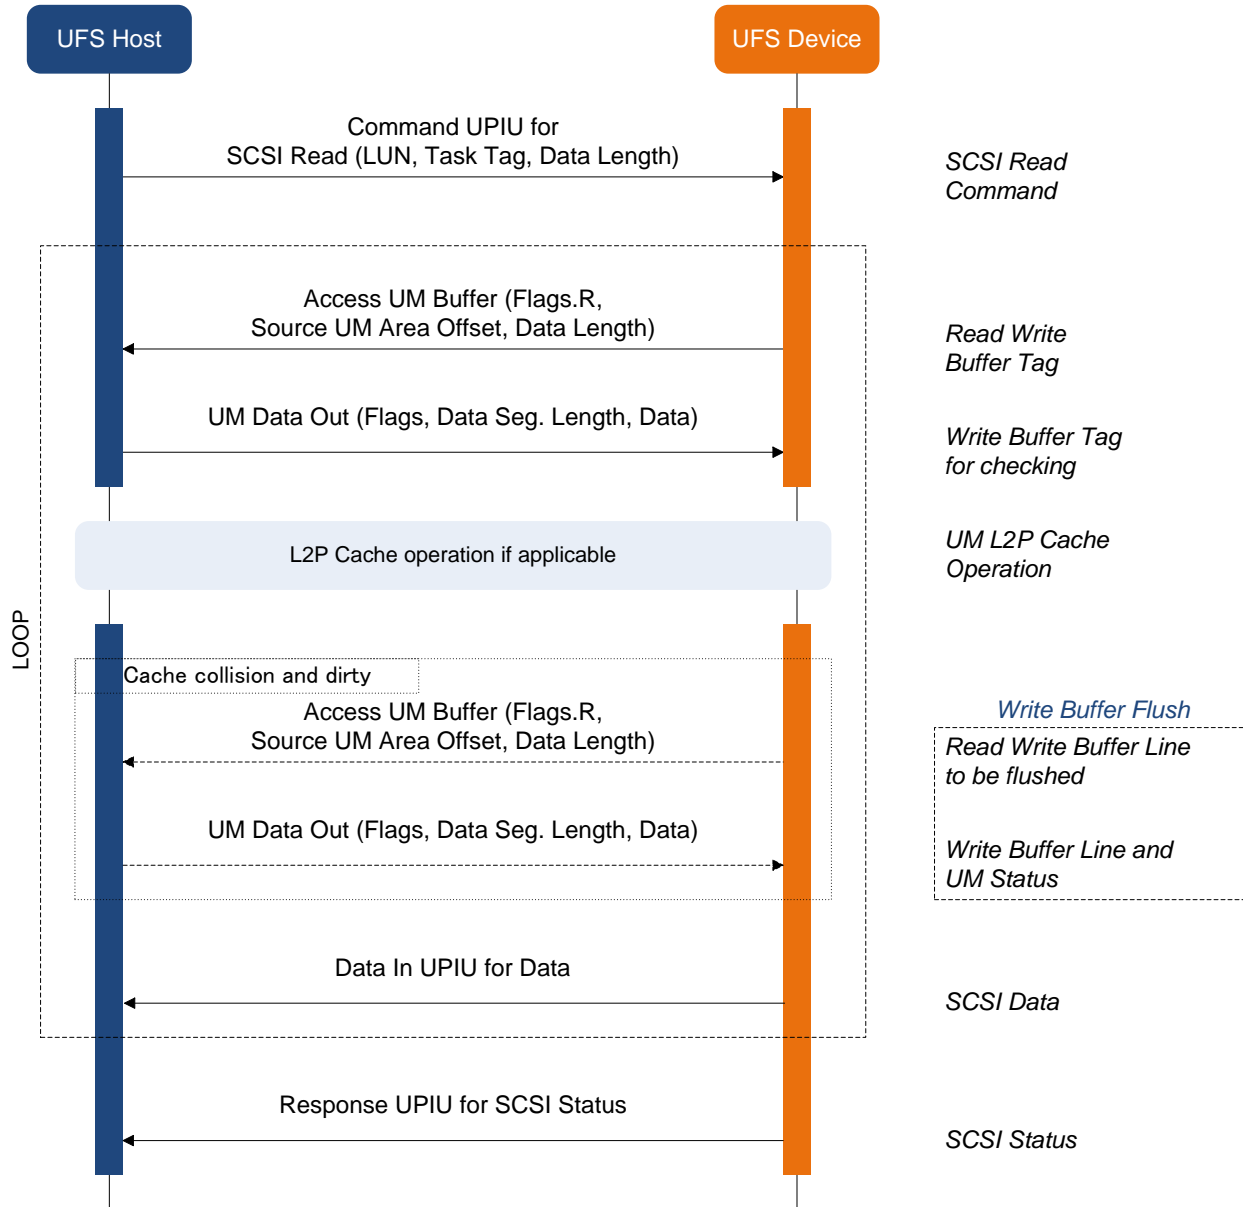 UFS Host
UFS Device
Command UPIU for
SCSI Read (LUN, Task Tag, Data Length)
SCSI Read
Command
Access UM Buffer (Flags.R,
Source UM Area Offset, Data Length)
Read Write
Buffer Tag
UM Data Out (Flags, Data Seg. Length, Data)
Write Buffer Tag
for checking
L2P Cache operation if applicable
UM L2P Cache
Operation
LOOP
Cache collision and dirty
Access UM Buffer (Flags.R,
Source UM Area Offset, Data Length)
Write Buffer Flush
Read Write Buffer Line
to be flushed
UM Data Out (Flags, Data Seg. Length, Data)
Write Buffer Line and
UM Status
Data In UPIU for Data
SCSI Data
Response UPIU for SCSI Status
SCSI Status